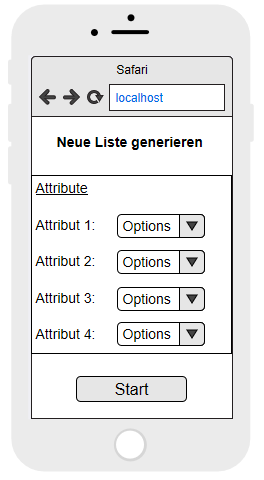 Safari
localhost
Neue Liste generieren
Attribute
Attribut 1: Options
Attribut 2: Options
Attribut 3: Options
Attribut 4: Options
Start